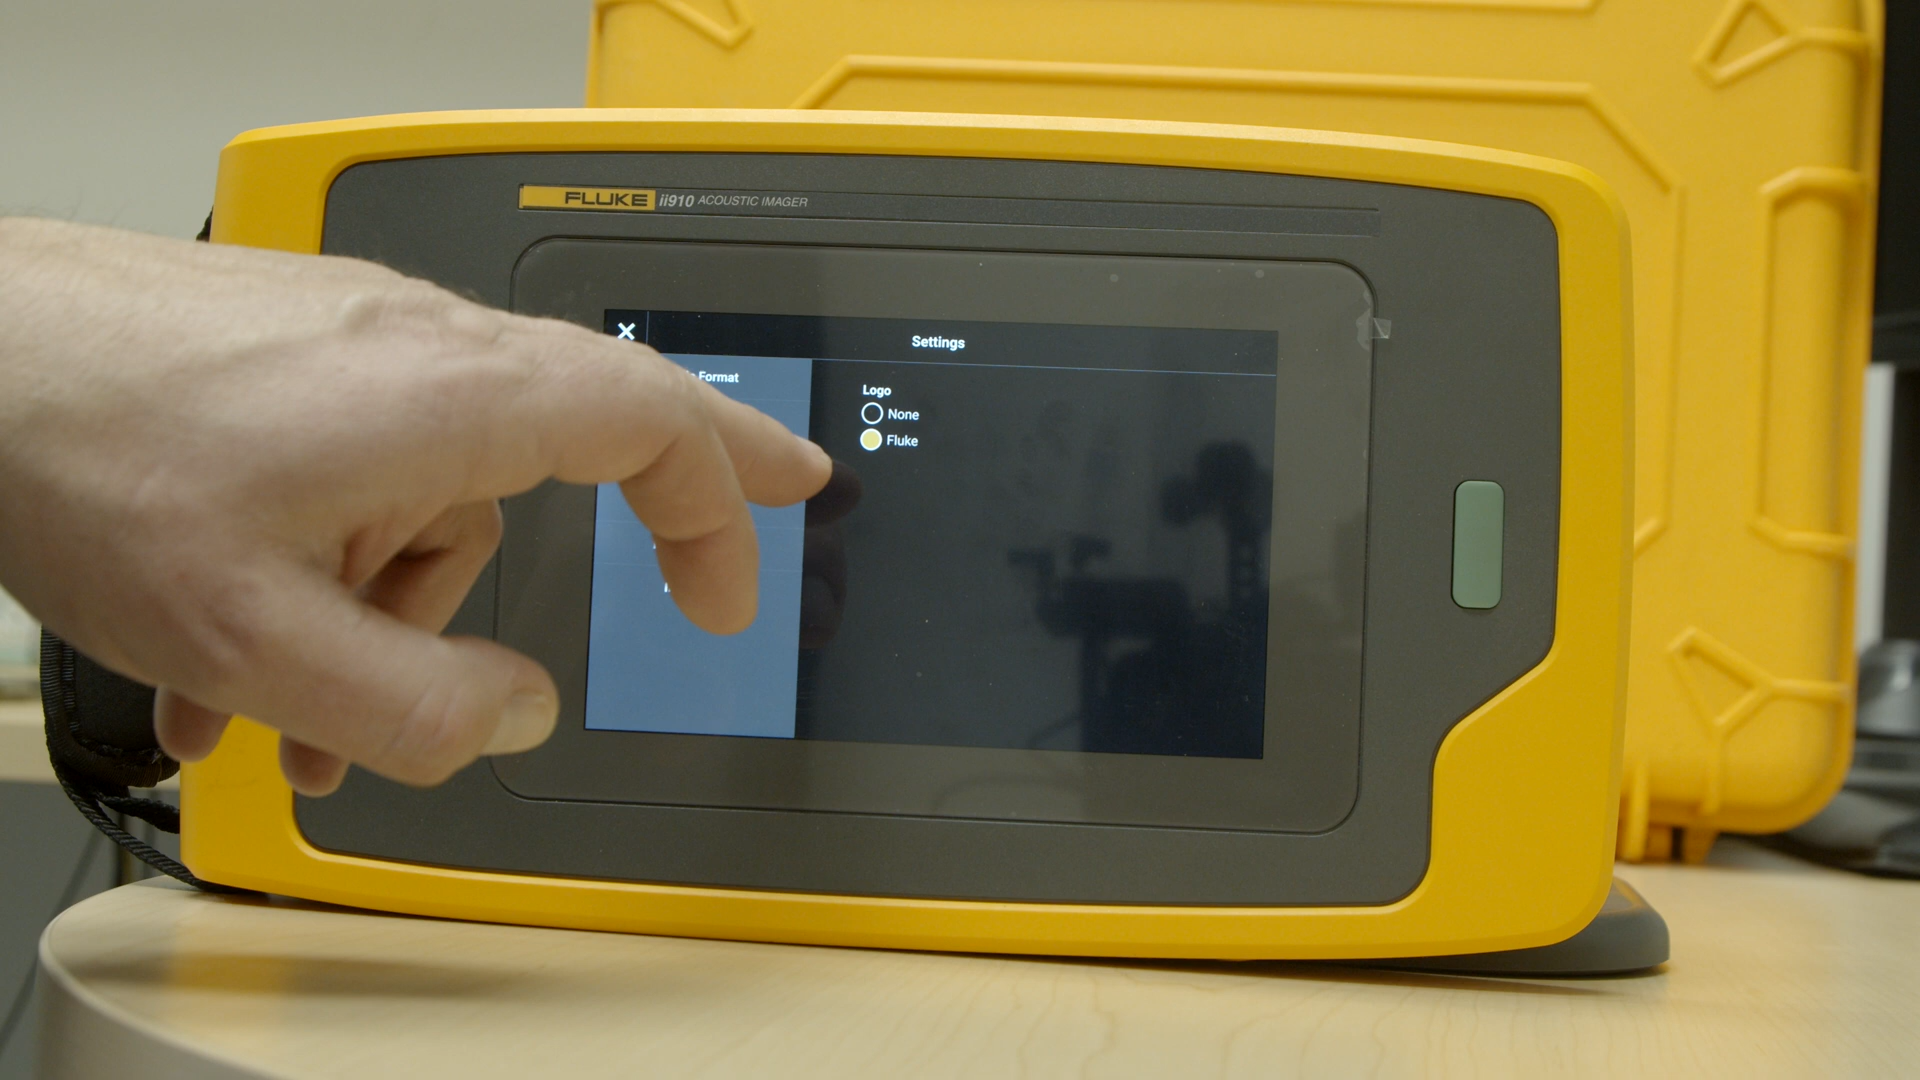 FLUKE ii910 ACOUSTIC IMAGER
X Settings
Format
Logo
None
Fluke